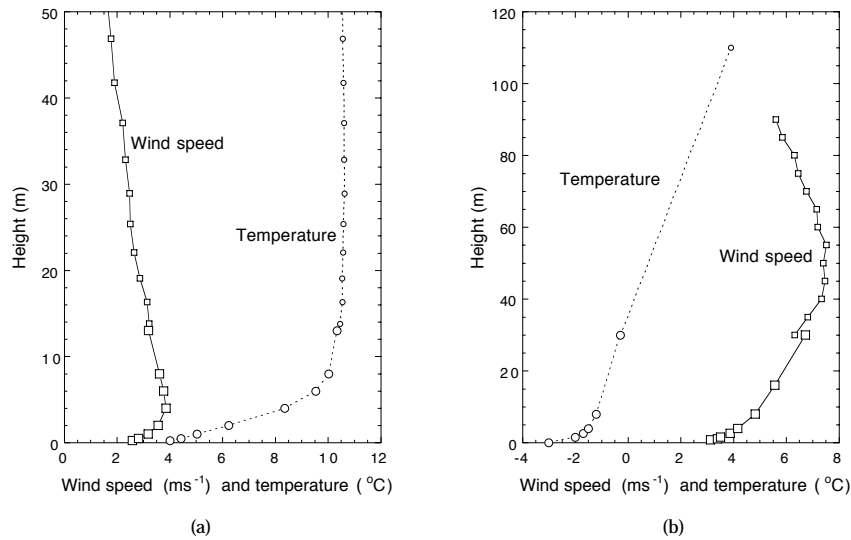 50
40
30
20
10
0
Height (m)
Wind speed
Temperature
0 2 4 6 8 10 12
Wind speed (ms⁻¹) and temperature (°C)
(a)
120
100
80
60
40
20
0
Height (m)
Temperature
Wind speed
-4 -2 0 2 4 6 8
Wind speed (ms⁻¹) and temperature (°C)
(b)